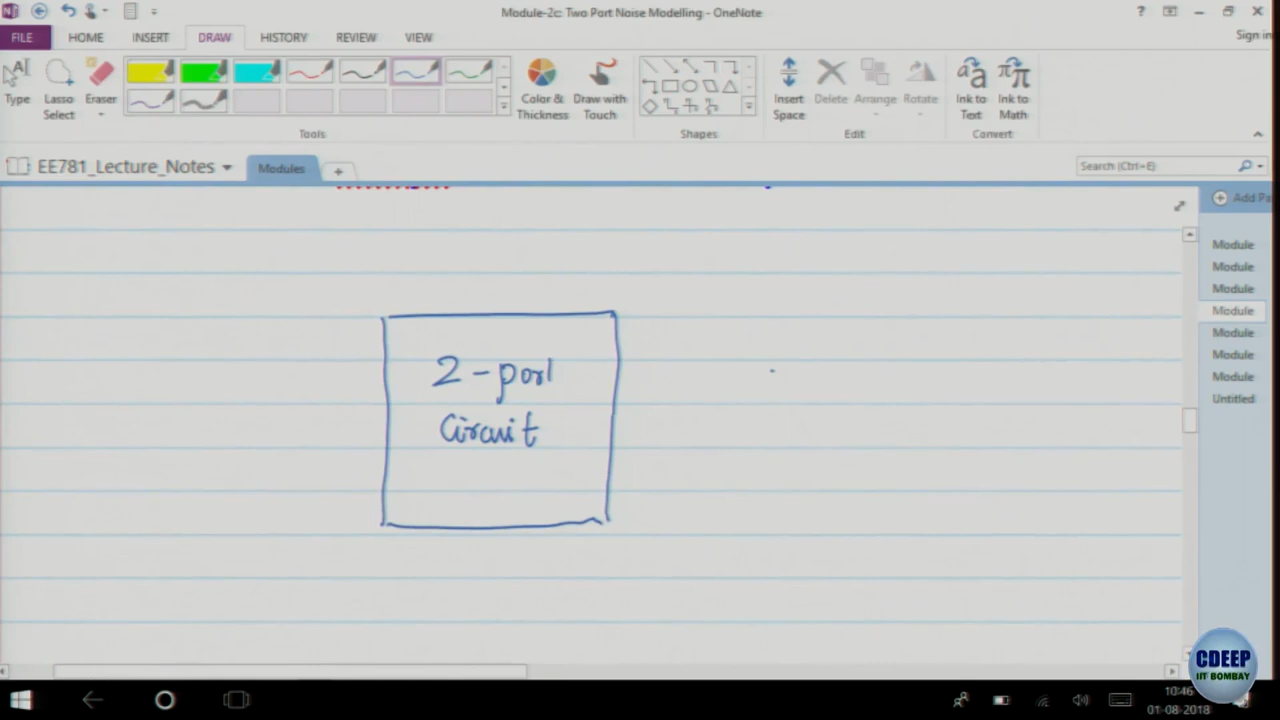 Module-2c: Two Port Noise Modelling - OneNote
?
Sign in
FILE HOME INSERT DRAW HISTORY REVIEW VIEW
Type
Lasso Select
Eraser
Color & Thickness
Draw with Touch
Insert Space
Delete
Arrange
Rotate
Ink to Text
Ink to Math
Tools
Shapes
Edit
Convert
EE781_Lecture_Notes
Modules
+
Search (Ctrl+E)
Add Pa
Module
Module
Module
Module
Module
Module
Module
Untitled
2-port
Circuit
CDEEP
IIT BOMBAY
10:46
01-08-2018